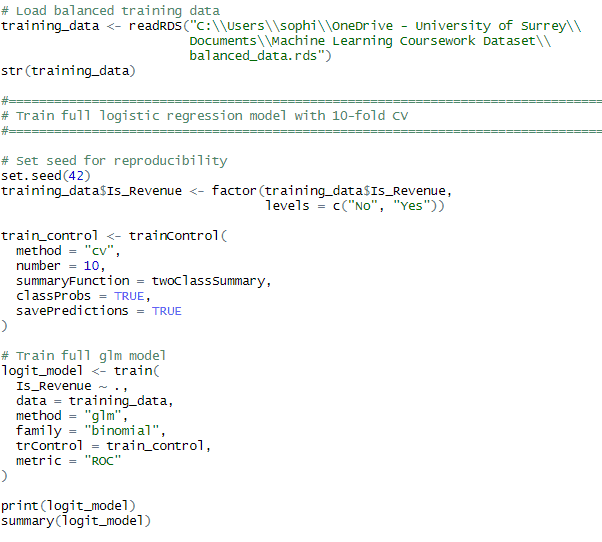 # Load balanced training data
training_data <- readRDS("C:\\Users\\sophi\\OneDrive - University of Surrey\\
                        Documents\\Machine Learning Coursework Dataset\\
                        balanced_data.rds")
str(training_data)
#==============================================================================
# Train full logistic regression model with 10-fold CV
#==============================================================================
# Set seed for reproducibility
set.seed(42)
training_data$Is_Revenue <- factor(training_data$Is_Revenue,
                                   levels = c("No", "Yes"))
train_control <- trainControl(
  method = "cv",
  number = 10,
  summaryFunction = twoClassSummary,
  classProbs = TRUE,
  savePredictions = TRUE
)
# Train full glm model
logit_model <- train(
  Is_Revenue ~ .,
  data = training_data,
  method = "glm",
  family = "binomial",
  trControl = train_control,
  metric = "ROC"
)
print(logit_model)
summary(logit_model)